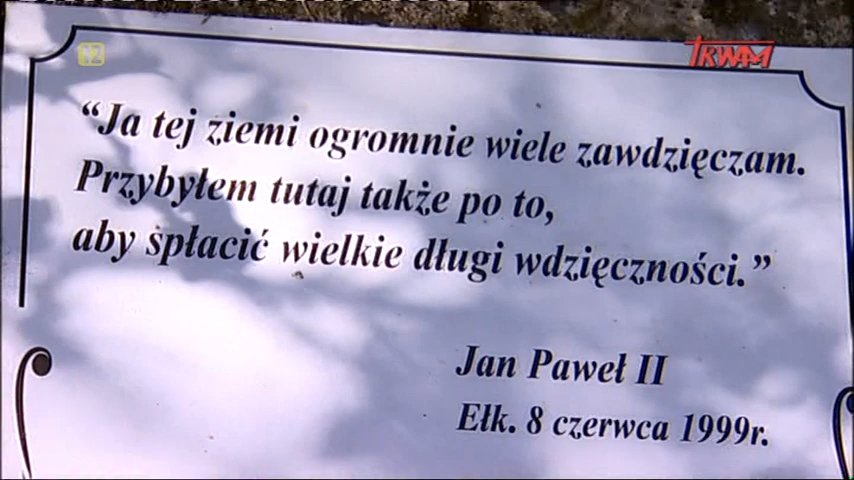 12
TRWAM
“Ja tej ziemi ogromnie wiele zawdzięczam.
Przybyłem tutaj także po to,
aby spłacić wielkie długi wdzięczności.”
Jan Paweł II
Ełk. 8 czerwca 1999r.